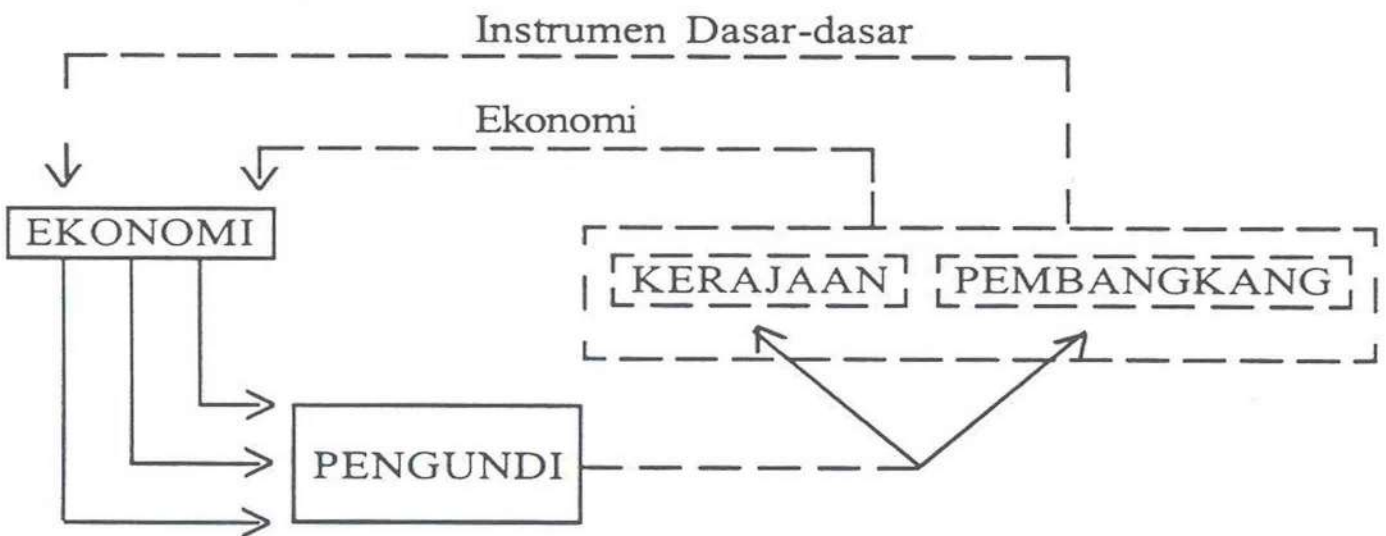 Instrumen Dasar-dasar
Ekonomi
EKONOMI
KERAJAAN PEMBANGKANG
PENGUNDI